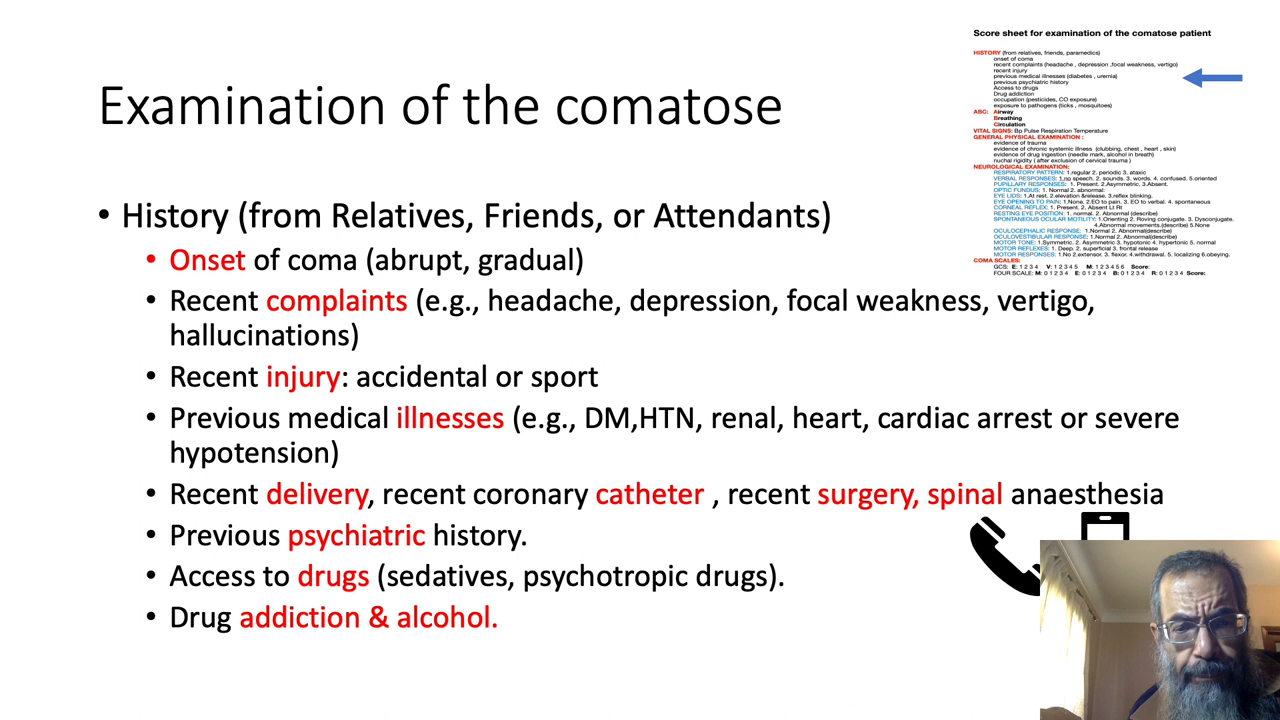 Examination of the comatose
• History (from Relatives, Friends, or Attendants)
• Onset of coma (abrupt, gradual)
• Recent complaints (e.g., headache, depression, focal weakness, vertigo,
hallucinations)
• Recent injury: accidental or sport
• Previous medical illnesses (e.g., DM,HTN, renal, heart, cardiac arrest or severe
hypotension)
• Recent delivery, recent coronary catheter , recent surgery, spinal anaesthesia
• Previous psychiatric history.
• Access to drugs (sedatives, psychotropic drugs).
• Drug addiction & alcohol.
Score sheet for examination of the comatose patient
HISTORY (from relatives, friends, paramedics)
onset of coma
recent complaints (headache , depression ,focal weakness, vertigo)
recent injury
previous medical illnesses (diabetes , uremia)
previous psychiatric history
Access to drugs
Drug addiction
occupation (pesticides, CO exposure)
exposure to pathogens (ticks , mosquitoes)
ABC: Airway
Breathing
Circulation
VITAL SIGNS: Bp Pulse Respiration Temperature
GENERAL PHYSICAL EXAMINATION :
evidence of trauma
evidence of chronic systemic illness (clubbing, chest , heart , skin)
evidence of drug ingestion (needle mark, alcohol in breath)
nuchal rigidity ( after exclusion of cervical trauma )
NEUROLOGICAL EXAMINATION;
RESPIRATORY PATTERN: 1.regular 2. periodic 3. ataxic
VERBAL RESPONSES: 1.no speech. 2. sounds. 3. words. 4. confused. 5.oriented
PUPILLARY RESPONSES: 1. Present. 2.Asymmetric. 3.Absent.
OPTIC FUNDUS: 1. Normal 2. abnormal:
EYE LIDS: 1.At rest. 2.elevation &release. 3.reflex blinking.
EYE OPENING TO PAIN: 1.None, 2.EO to pain. 3. EO to verbal. 4. spontaneous
CORNEAL REFLEX: 1. Present, 2. Absent Lt Rt
RESTING EYE POSITION: 1. normal. 2. Abnormal (describe)
SPONTANEOUS OCULAR MOTILITY: 1.Orienting 2. Roving conjugate. 3. Dysconjugate.
4.Abnormal movements.(describe) 5.None
OCULOCEPHALIC RESPONSE: 1.Normal 2. Abnormal(describe)
OCULOVESTIBULAR RESPONSE: 1.Normal 2. Abnormal(describe)
MOTOR TONE: 1.Symmetric. 2. Asymmetric 3. hypotonic 4. hypertonic 5. normal
MOTOR REFLEXES: 1. Deep. 2. superficial 3. frontal release
MOTOR RESPONSES: 1.No 2.extensor. 3. flexor. 4.withdrawal. 5. localizing 6.obeying.
COMA SCALES:
GCS: E: 1 2 3 4 V: 1 2 3 4 5 M: 1 2 3 4 5 6 Score:
FOUR SCALE: M: 0 1 2 3 4 E: 0 1 2 3 4 B: 0 1 2 3 4 R: 0 1 2 3 4 Score: